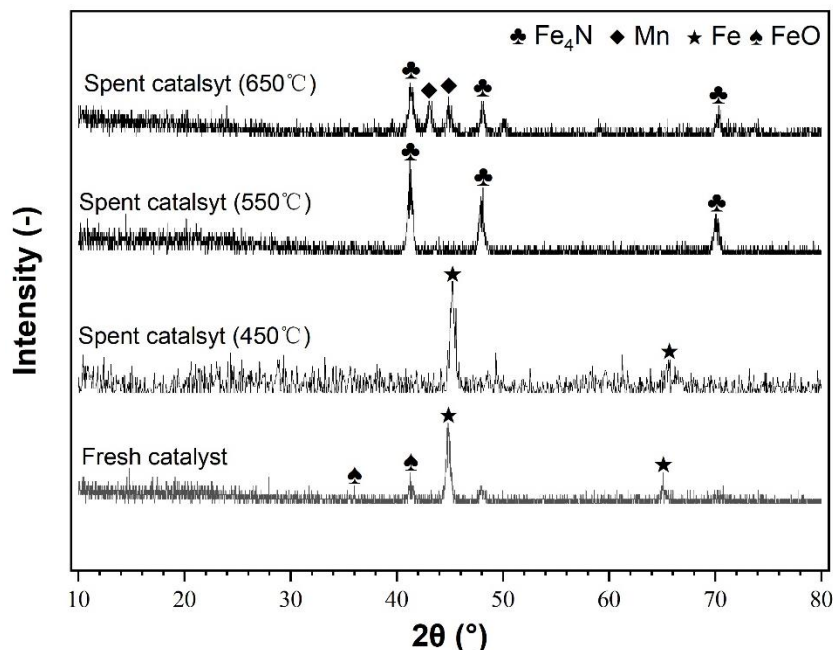 ♣ Fe₄N ◆ Mn ★ Fe ♠ FeO
Spent catalsyt (650℃)
Spent catalsyt (550℃)
Spent catalsyt (450℃)
Fresh catalyst
Intensity (-)
10 20 30 40 50 60 70 80
2θ (°)